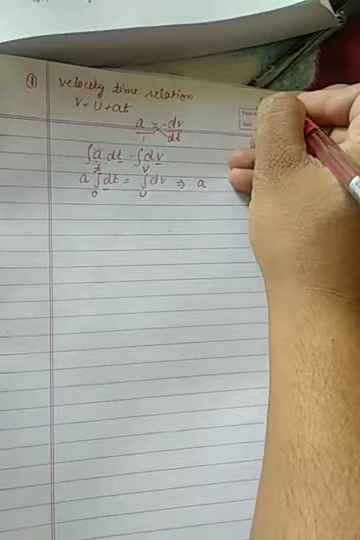 ① velocity time relation
v = u + at
a = dv/dt
∫a.dt = ∫dv
a ∫₀ᵗ dt = ∫ᵤᵛ dv ⇒ a